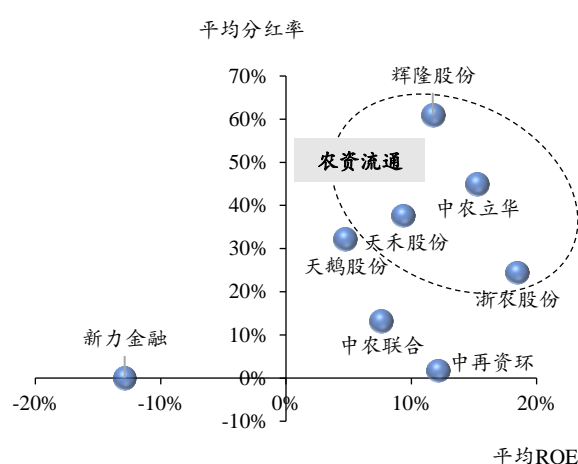 平均分红率
辉隆股份
70%
60%
农资流通
50%
中农立华
40%
天禾股份
30%
天鹅股份
20%
浙农股份
新力金融
10%
中农联合
中再资环
0%
-20%
-10%
0%
10%
20%
-10%
平均ROE